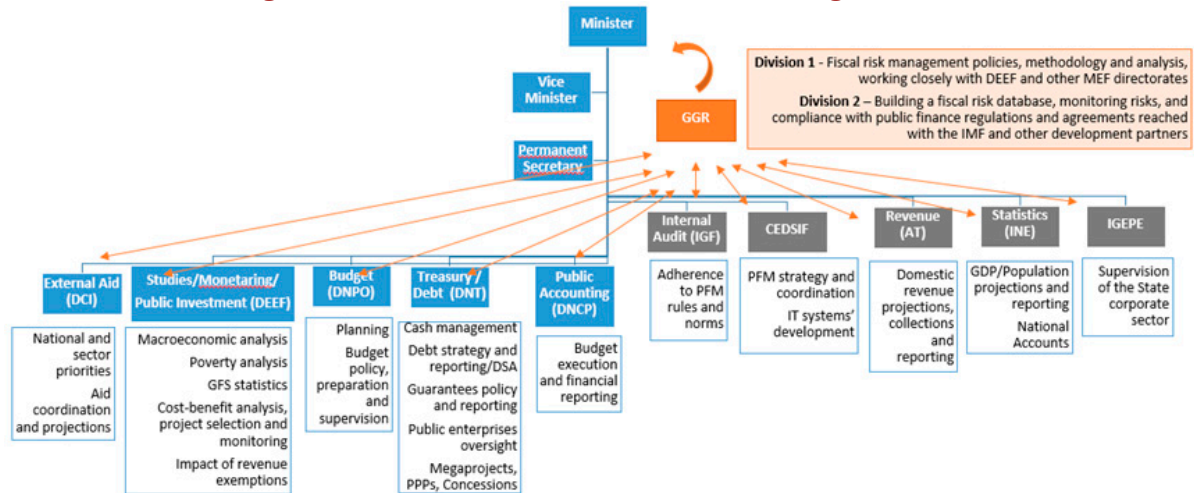 Minister
Division 1 - Fiscal risk management policies, methodology and analysis,
working closely with DEEF and other MEF directorates
Division 2 – Building a fiscal risk database, monitoring risks, and
compliance with public finance regulations and agreements reached
with the IMF and other development partners
Vice
Minister
GGR
Permanent
Secretary
Internal
Audit (IGF)
CEDSIF
Revenue
(AT)
Statistics
(INE)
IGEPE
Adherence
to PFM
rules and
norms
PFM strategy and
coordination
IT systems'
development
Domestic
revenue
projections,
collections
and
reporting
GDP/Population
projections and
reporting
National
Accounts
Supervision
of the State
corporate
sector
External Aid
(DCI)
Studies/Monetaring/
Public Investment (DEEF)
Budget
(DNPO)
Treasury/
Debt (DNT)
Public
Accounting
(DNCP)
National and
sector
priorities
Aid
coordination
and projections
Macroeconomic analysis
Poverty analysis
GFS statistics
Cost-benefit analysis,
project selection and
monitoring
Impact of revenue
exemptions
Planning
Budget
policy,
preparation
and
supervision
Cash management
Debt strategy and
reporting/DSA
Guarantees policy
and reporting
Public enterprises
oversight
Megaprojects,
PPPs, Concessions
Budget
execution
and financial
reporting